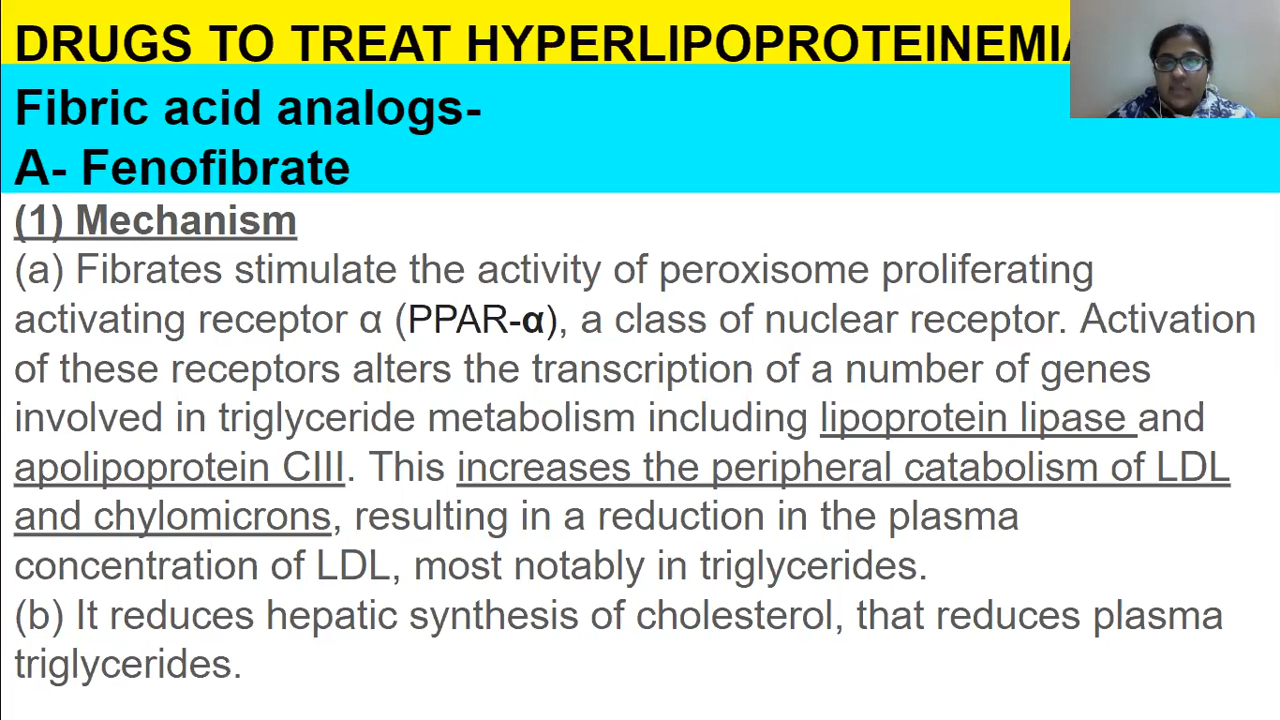 DRUGS TO TREAT HYPERLIPOPROTEINEMIA
Fibric acid analogs-
A- Fenofibrate
(1) Mechanism
(a) Fibrates stimulate the activity of peroxisome proliferating
activating receptor α (PPAR-α), a class of nuclear receptor. Activation
of these receptors alters the transcription of a number of genes
involved in triglyceride metabolism including lipoprotein lipase and
apolipoprotein CIII. This increases the peripheral catabolism of LDL
and chylomicrons, resulting in a reduction in the plasma
concentration of LDL, most notably in triglycerides.
(b) It reduces hepatic synthesis of cholesterol, that reduces plasma
triglycerides.